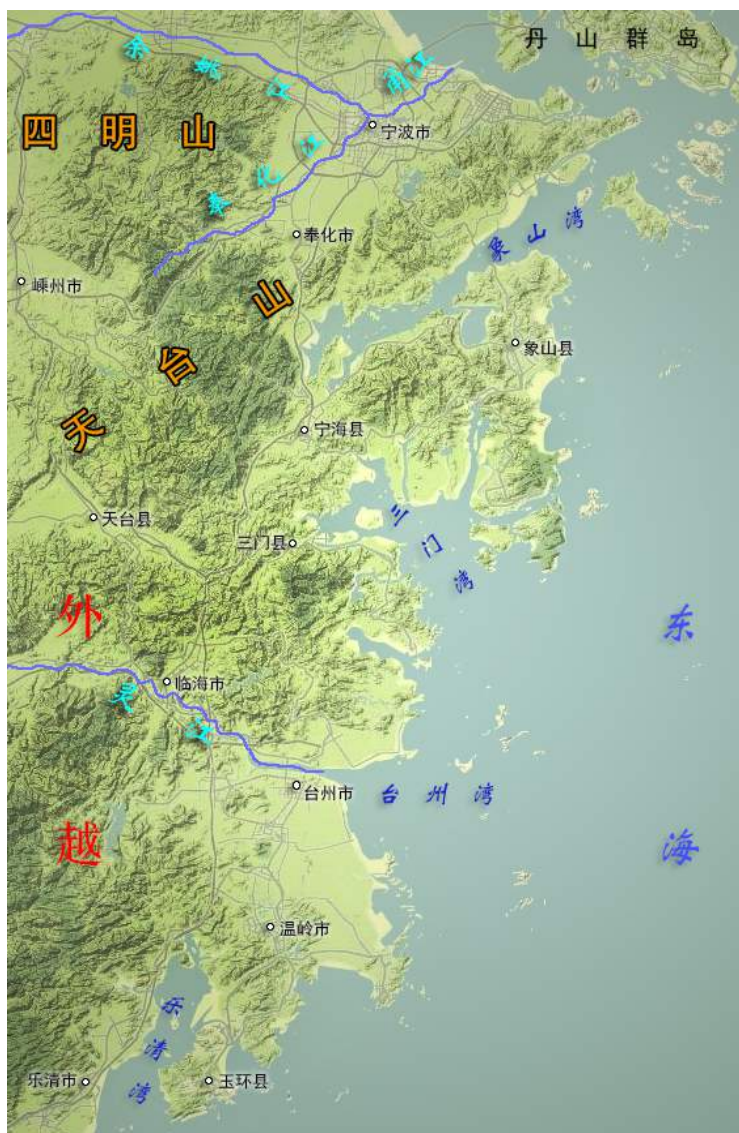 丹山群岛
余姚江
甬江
四明山
宁波市
奉化江
奉化市
象山湾
嵊州市
天台山
象山县
宁海县
天台县
三门县
三门湾
外越
东海
临海市
灵江
台州市
台州湾
温岭市
乐清湾
乐清市
玉环县